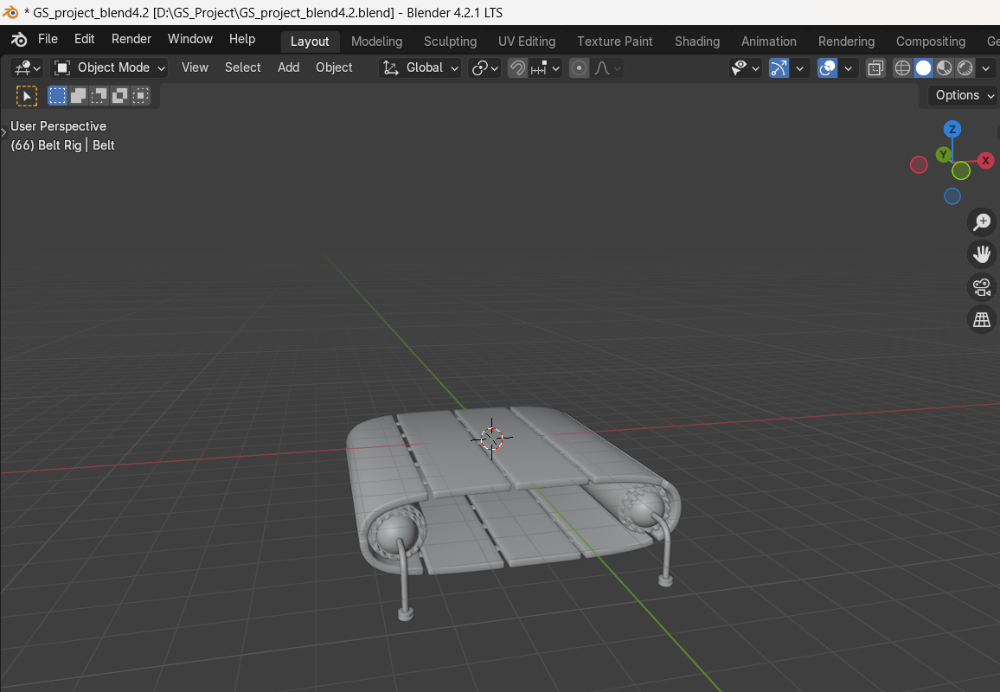 * GS_project_blend4.2 [D:\GS_Project\GS_project_blend4.2.blend] - Blender 4.2.1 LTS
File Edit Render Window Help Layout Modeling Sculpting UV Editing Texture Paint Shading Animation Rendering Compositing Ge
Object Mode View Select Add Object Global
Options
User Perspective
(66) Belt Rig | Belt
Z
Y
X